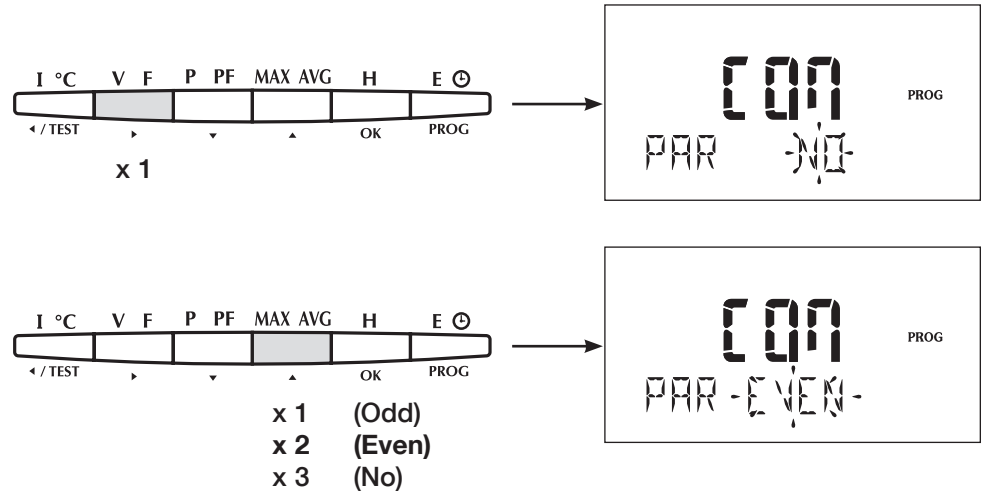 I °C V F P PF MAX AVG H E
/ TEST OK PROG
x 1
COM
PROG
PAR NO
I °C V F P PF MAX AVG H E
/ TEST OK PROG
x 1 (Odd)
x 2 (Even)
x 3 (No)
COM
PROG
PAR EVEN